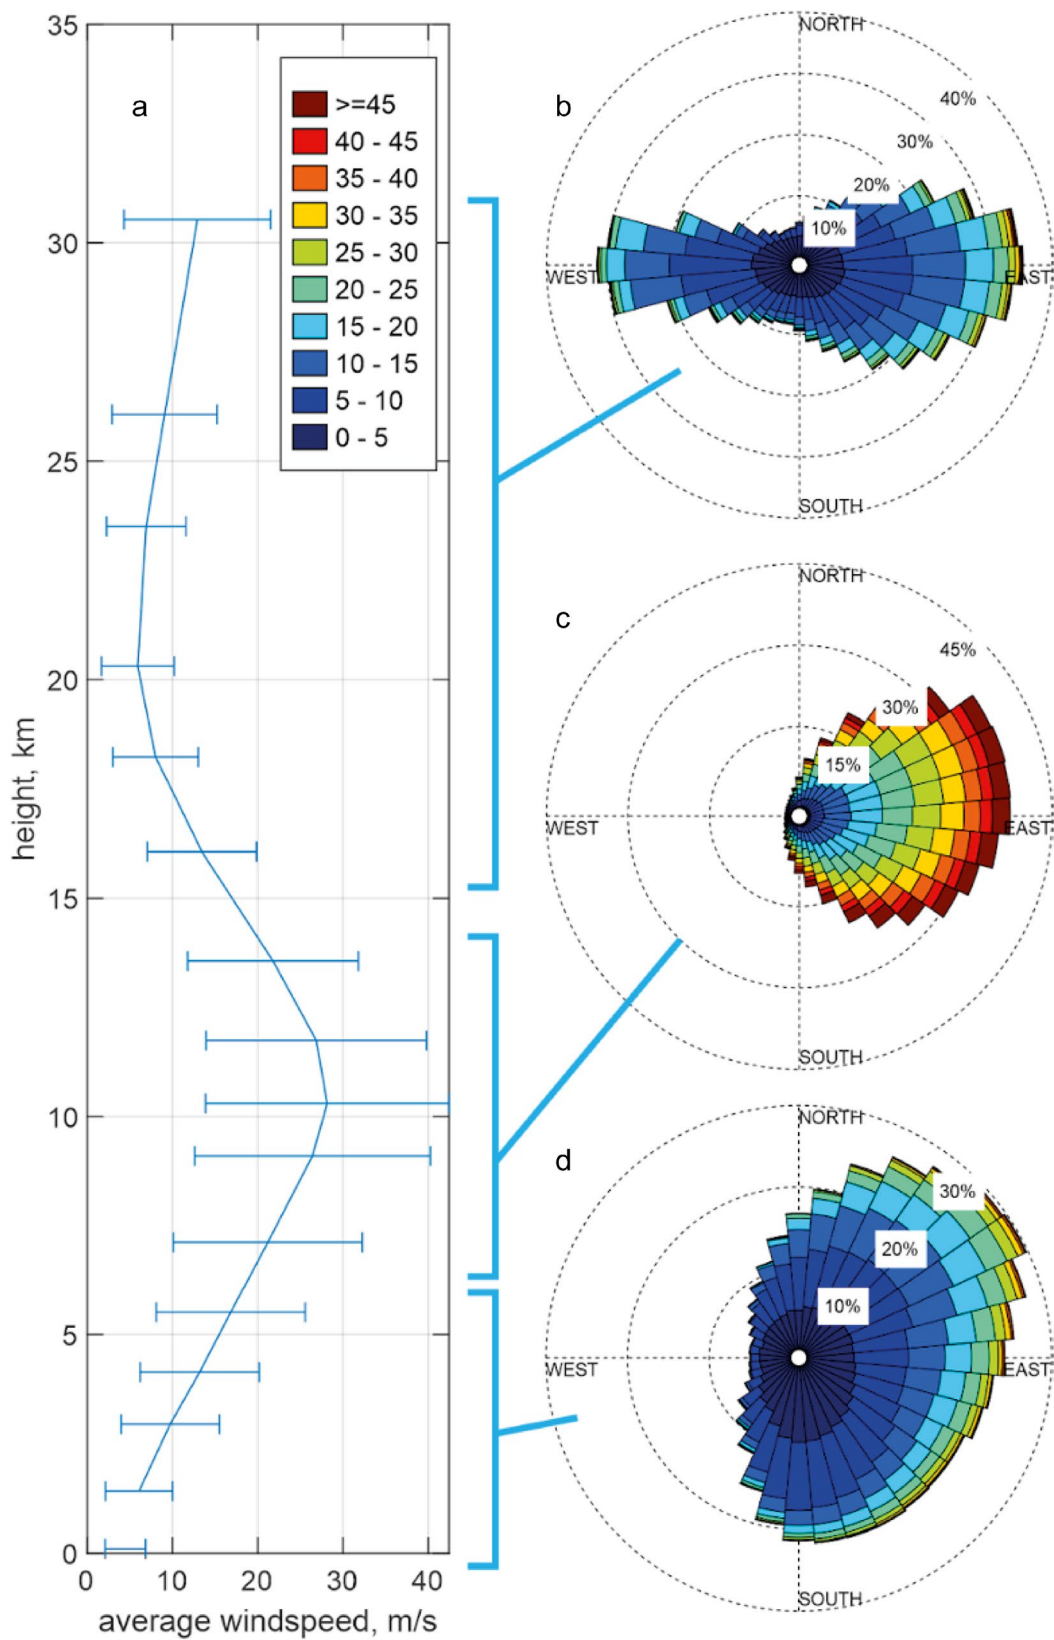 a
35
30
25
20
15
10
5
0
height, km
0
10
20
30
40
average windspeed, m/s
>=45
40 - 45
35 - 40
30 - 35
25 - 30
20 - 25
15 - 20
10 - 15
5 - 10
0 - 5
b
NORTH
40%
30%
20%
10%
WEST
EAST
SOUTH
c
NORTH
45%
30%
15%
WEST
EAST
SOUTH
d
NORTH
30%
20%
10%
WEST
EAST
SOUTH